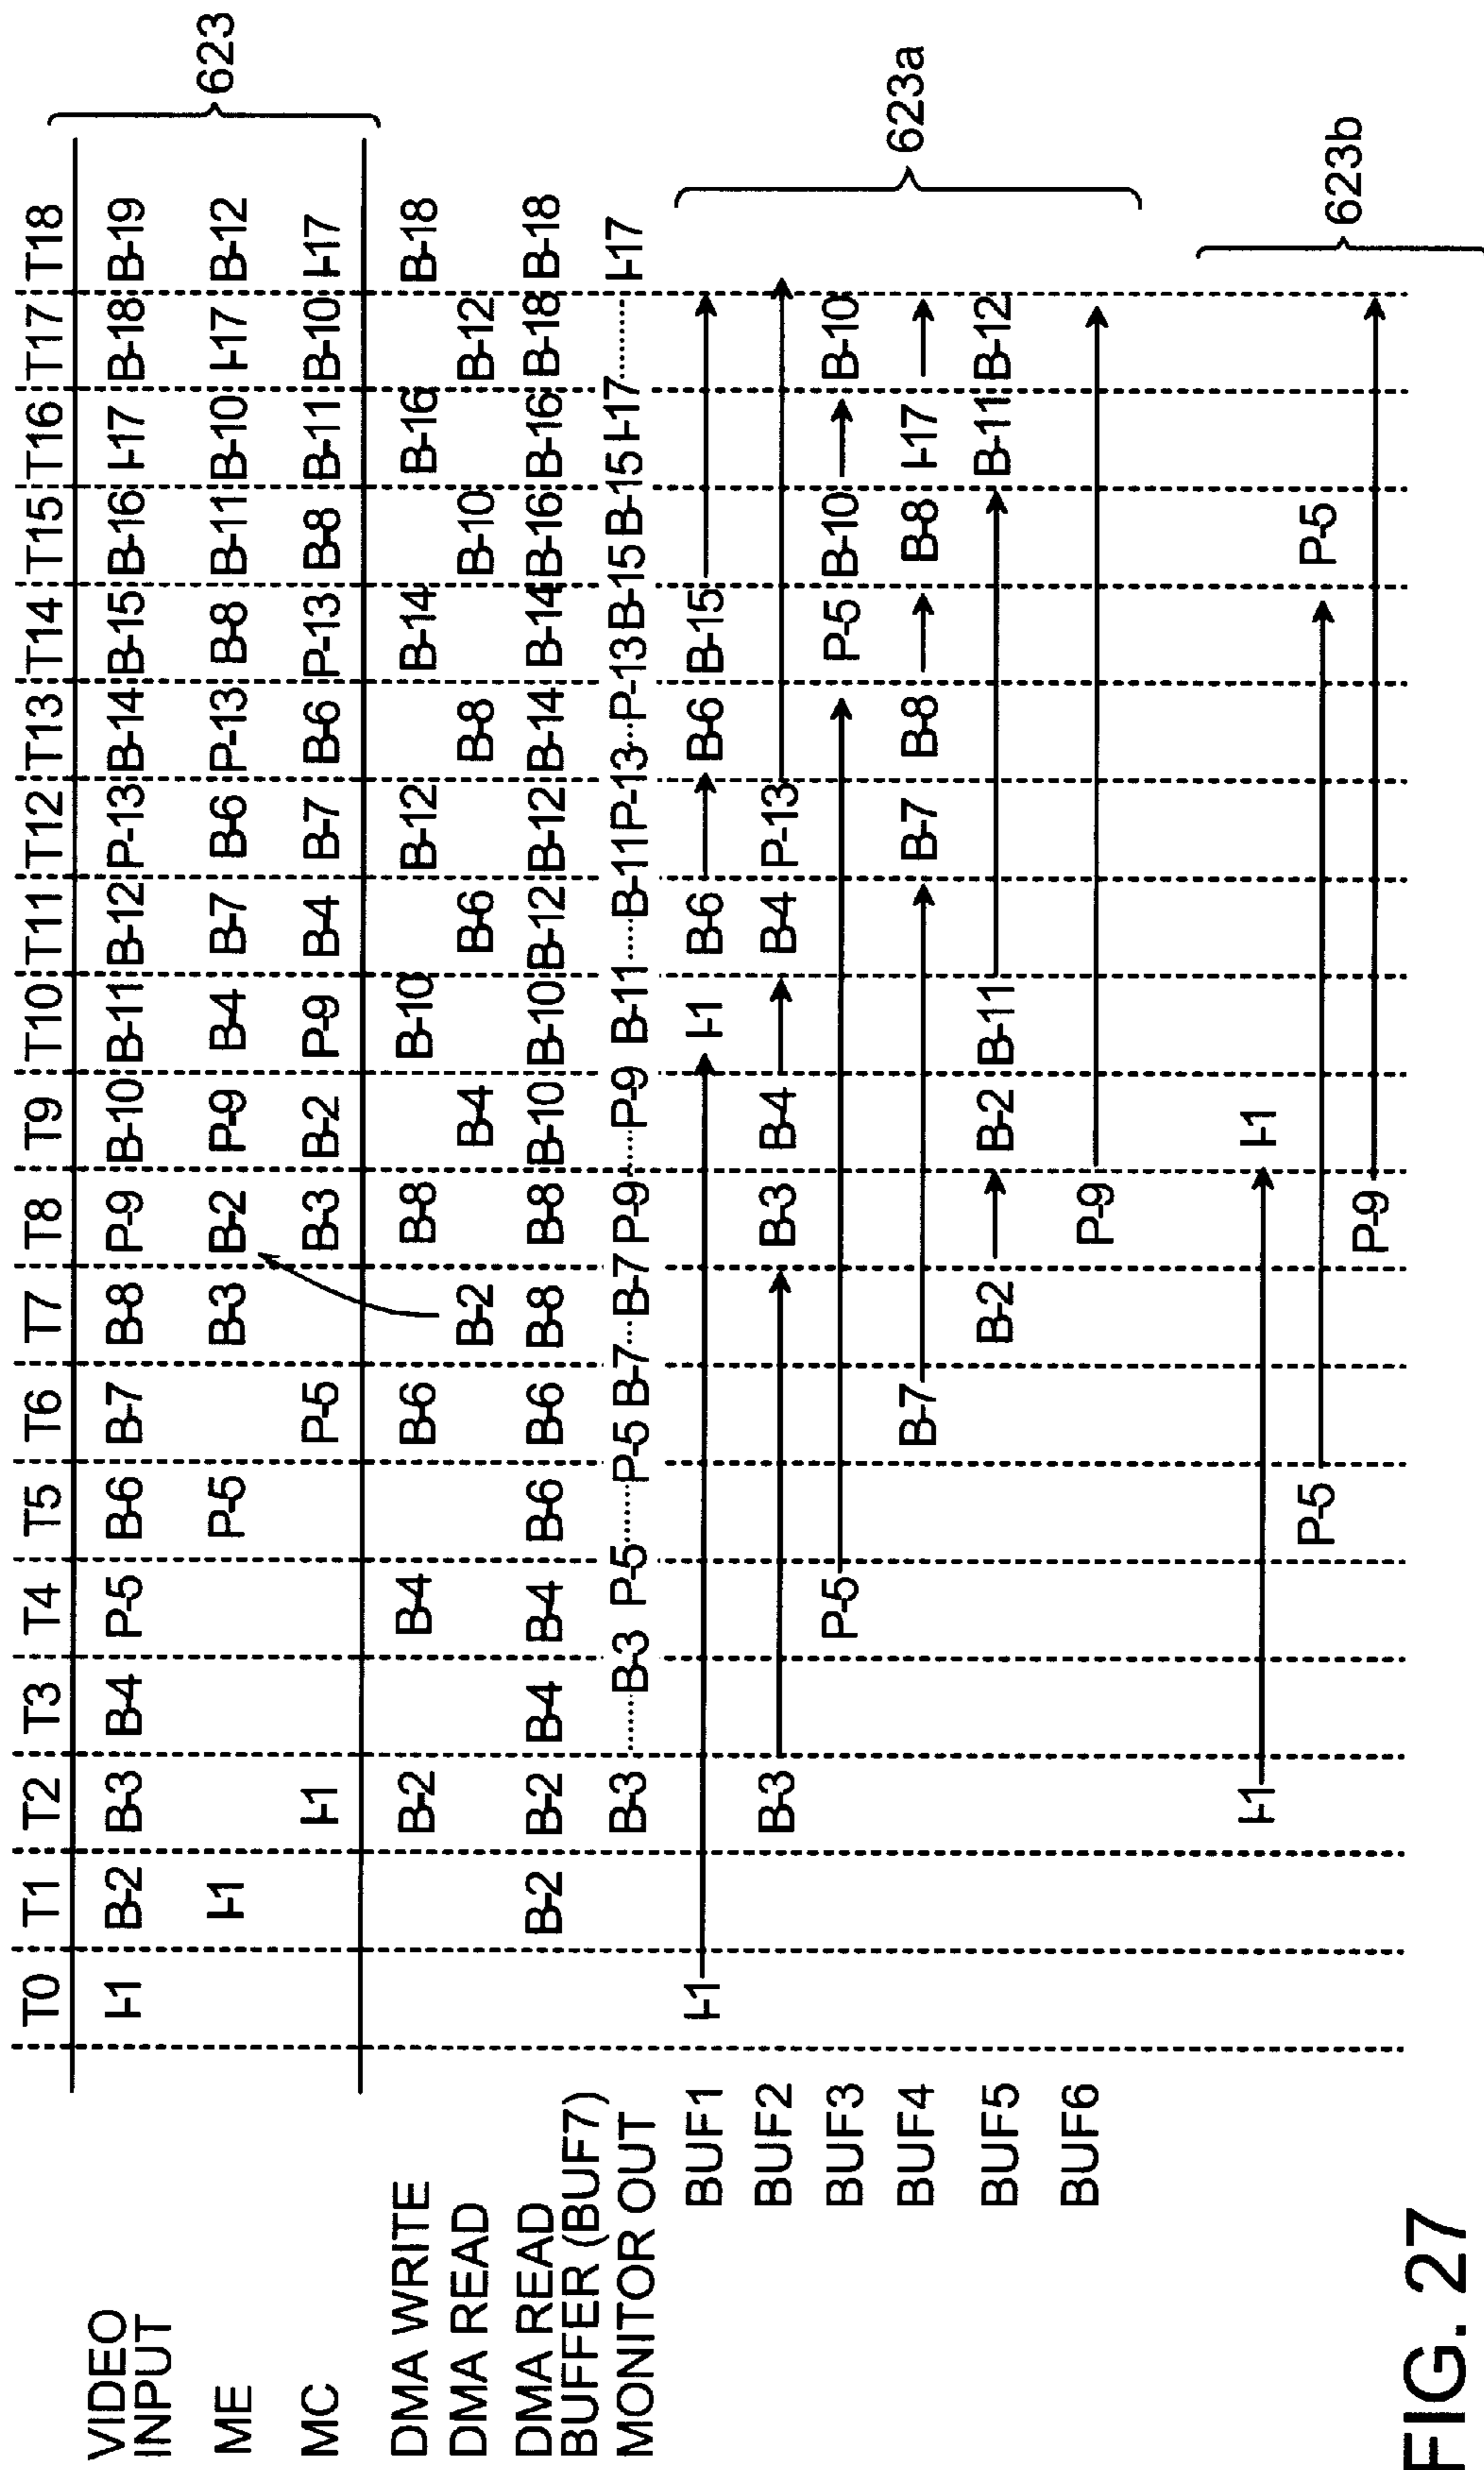 T0 T1 T2 T3 T4 T5 T6 T7 T8 T9 T10 T11 T12 T13 T14 T15 T16 T17 T18
VIDEO INPUT I-1 B-2 B-3 B-4 P-5 B-6 B-7 B-8 P-9 B-10 B-11 B-12 P-13 B-14 B-15 B-16 I-17 B-18 B-19
ME I-1 P-5 B-3 B-2 P-9 B-4 B-7 B-6 P-13 B-8 B-11 B-10 I-17 B-12
623
MC I-1 P-5 B-3 B-2 P-9 B-4 B-7 B-6 P-13 B-8 B-11 B-10 I-17
DMA WRITE B-2 B-4 B-6 B-8 B-10 B-12 B-14 B-16 B-18
DMA READ B-2 B-4 B-6 B-8 B-10 B-12
DMA READ BUFFER (BUF7) B-2 B-2 B-4 B-4 B-6 B-6 B-8 B-8 B-10 B-10 B-12 B-12 B-14 B-14 B-16 B-16 B-18 B-18
MONITOR OUT B-3 ...... B-3 P-5 ....... P-5 B-7 ... B-7 P-9 ..... P-9 B-11 ..... B-11 P-13 ... P-13 B-15 B-15 I-17 ........ I-17
BUF1 I-1 I-1 B-6 B-6 B-15
BUF2 B-3 B-3 B-4 B-4 P-13
BUF3 P-5 P-5 B-10 B-10
623a
BUF4 B-7 B-7 B-8 B-8 I-17
BUF5 B-2 B-2 B-11 B-11 B-12
BUF6 P-9
I-1 I-1
P-5 P-5
623b
P-9
FIG. 27